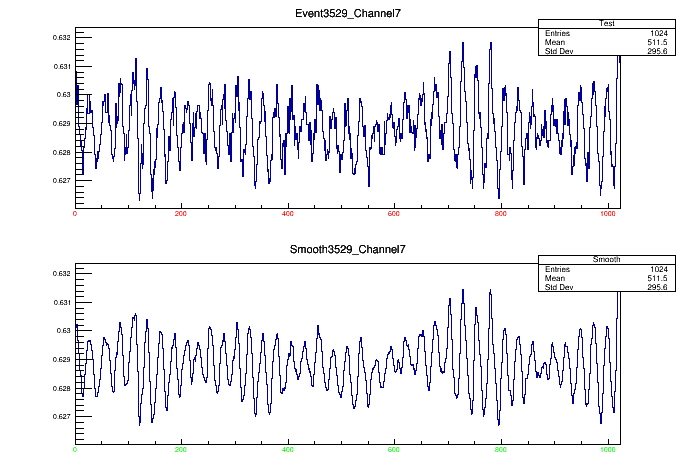 Event3529_Channel7
Test
Entries 1024
Mean 511.5
Std Dev 295.6
0.632
0.631
0.63
0.629
0.628
0.627
0 200 400 600 800 1000
Smooth3529_Channel7
Smooth
Entries 1024
Mean 511.5
Std Dev 295.6
0.632
0.631
0.63
0.629
0.628
0.627
0 200 400 600 800 1000